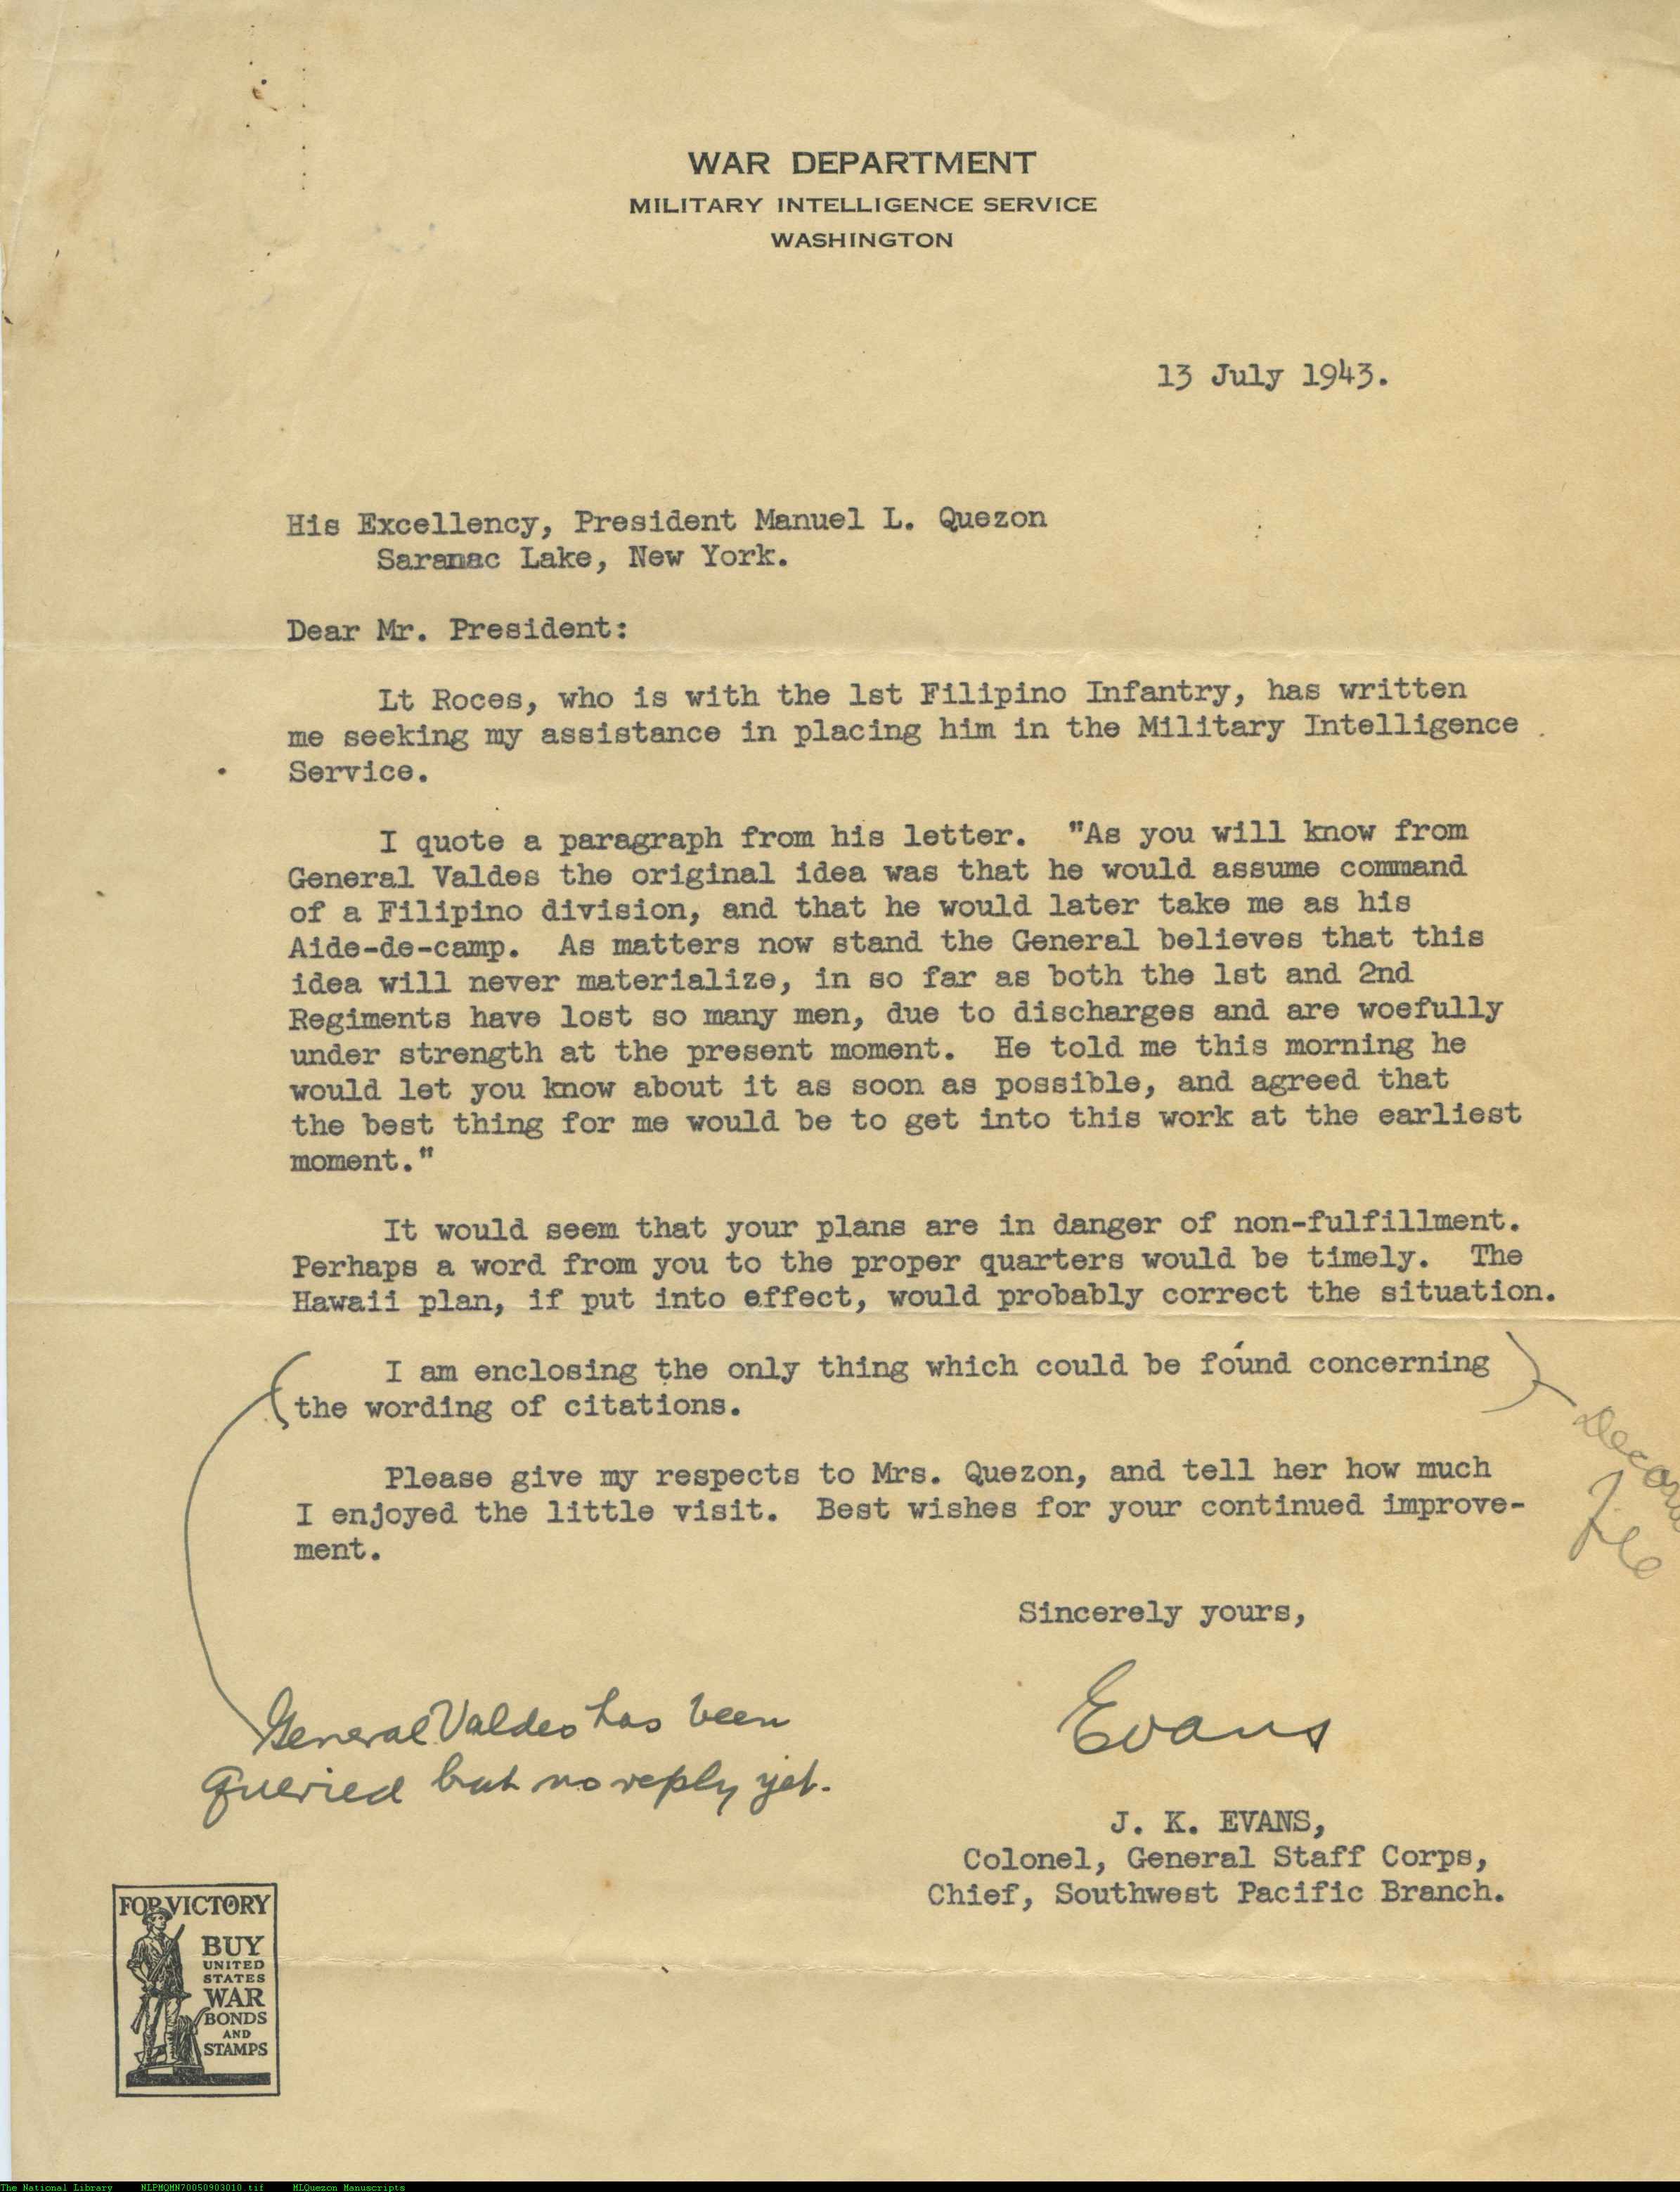 WAR DEPARTMENT
MILITARY INTELLIGENCE SERVICE
WASHINGTON
13 July 1943.
His Excellency, President Manuel L. Quezon
Saranac Lake, New York.
Dear Mr. President:
Lt Roces, who is with the 1st Filipino Infantry, has written
me seeking my assistance in placing him in the Military Intelligence
Service.
I quote a paragraph from his letter. "As you will know from
General Valdes the original idea was that he would assume command
of a Filipino division, and that he would later take me as his
Aide-de-camp. As matters now stand the General believes that this
idea will never materialize, in so far as both the 1st and 2nd
Regiments have lost so many men, due to discharges and are woefully
under strength at the present moment. He told me this morning he
would let you know about it as soon as possible, and agreed that
the best thing for me would be to get into this work at the earliest
moment."
It would seem that your plans are in danger of non-fulfillment.
Perhaps a word from you to the proper quarters would be timely. The
Hawaii plan, if put into effect, would probably correct the situation.
I am enclosing the only thing which could be found concerning
the wording of citations.
Please give my respects to Mrs. Quezon, and tell her how much
I enjoyed the little visit. Best wishes for your continued improve-
ment.
Sincerely yours,
General Valdes has been
queried but no reply yet.
Evans
J. K. EVANS,
Colonel, General Staff Corps,
Chief, Southwest Pacific Branch.
FOR VICTORY
BUY
UNITED
STATES
WAR
BONDS
AND
STAMPS
The National Library NLPMQMN70050903010 tif MLQuezon Manuscripts